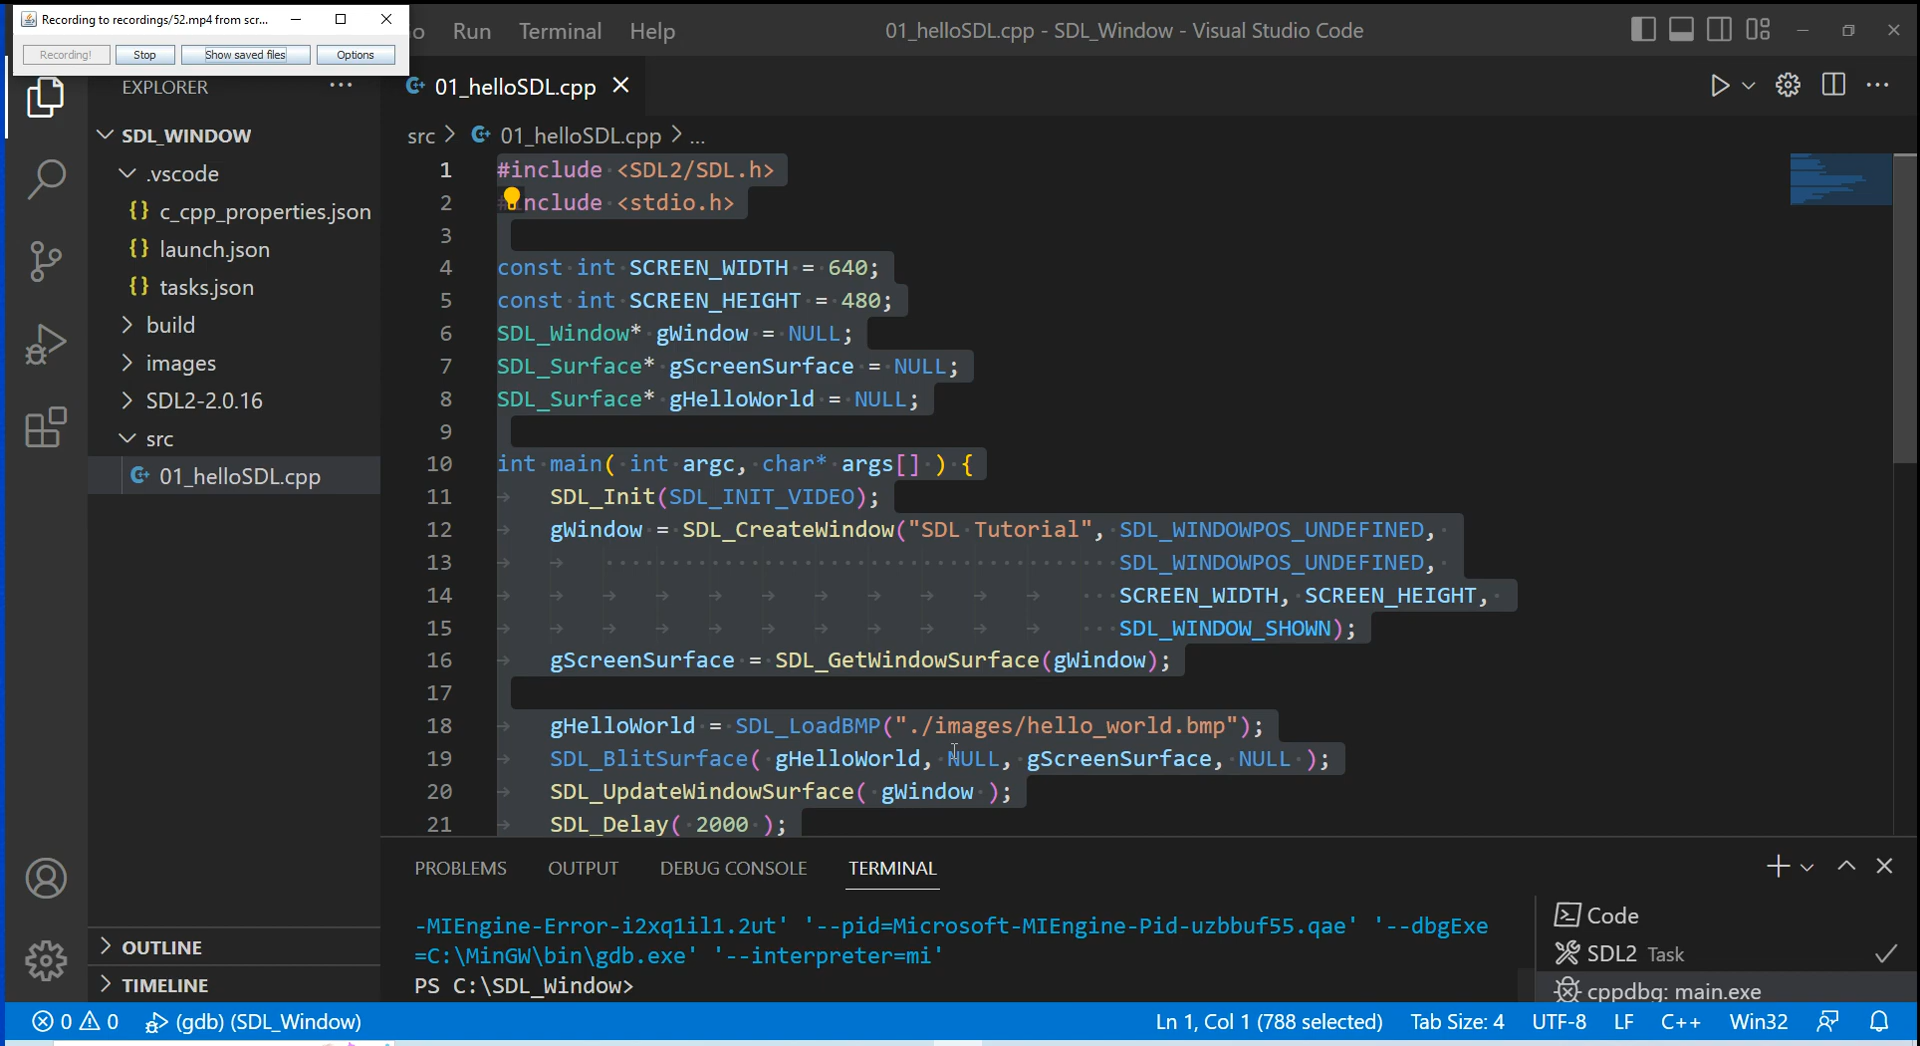 Recording to recordings/52.mp4 from scr...
Recording! Stop Show saved files Options
Run Terminal Help
01_helloSDL.cpp - SDL_Window - Visual Studio Code
EXPLORER
01_helloSDL.cpp
SDL_WINDOW
.vscode
c_cpp_properties.json
launch.json
tasks.json
build
images
SDL2-2.0.16
src
01_helloSDL.cpp
OUTLINE
TIMELINE
src > 01_helloSDL.cpp > ...
1 #include <SDL2/SDL.h>
2 #include <stdio.h>
3
4 const int SCREEN_WIDTH = 640;
5 const int SCREEN_HEIGHT = 480;
6 SDL_Window* gWindow = NULL;
7 SDL_Surface* gScreenSurface = NULL;
8 SDL_Surface* gHelloWorld = NULL;
9
10 int main( int argc, char* args[] ) {
11 SDL_Init(SDL_INIT_VIDEO);
12 gWindow = SDL_CreateWindow("SDL Tutorial", SDL_WINDOWPOS_UNDEFINED,
13 SDL_WINDOWPOS_UNDEFINED,
14 SCREEN_WIDTH, SCREEN_HEIGHT,
15 SDL_WINDOW_SHOWN);
16 gScreenSurface = SDL_GetWindowSurface(gWindow);
17
18 gHelloWorld = SDL_LoadBMP("./images/hello_world.bmp");
19 SDL_BlitSurface( gHelloWorld, NULL, gScreenSurface, NULL );
20 SDL_UpdateWindowSurface( gWindow );
21 SDL_Delay( 2000 );
PROBLEMS OUTPUT DEBUG CONSOLE TERMINAL
-MIEngine-Error-i2xq1il1.2ut' '--pid=Microsoft-MIEngine-Pid-uzbbuf55.qae' '--dbgExe
=C:\MinGW\bin\gdb.exe' '--interpreter=mi'
PS C:\SDL_Window>
Code
SDL2 Task
cppdbg: main.exe
0 0 (gdb) (SDL_Window)
Ln 1, Col 1 (788 selected) Tab Size: 4 UTF-8 LF C++ Win32